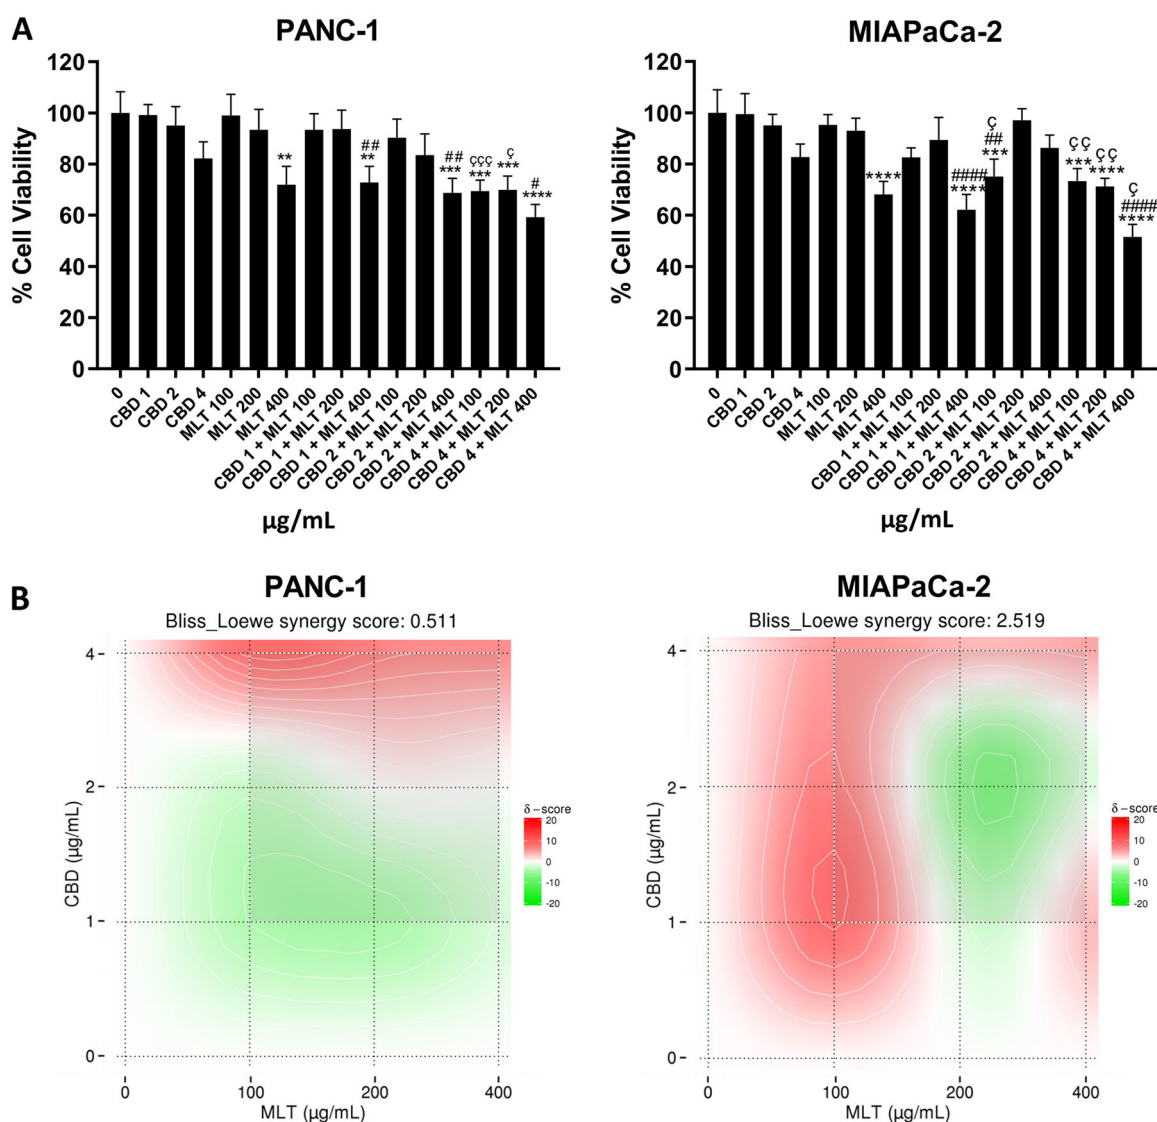 A
PANC-1
% Cell Viability
120
100
80
60
40
20
0
**
##
**
##
***
ççç
***
ç
***
#
****
0
CBD 1
CBD 2
CBD 4
MLT 100
MLT 200
MLT 400
CBD 1 + MLT 100
CBD 1 + MLT 200
CBD 1 + MLT 400
CBD 2 + MLT 100
CBD 2 + MLT 200
CBD 2 + MLT 400
CBD 4 + MLT 100
CBD 4 + MLT 200
CBD 4 + MLT 400
µg/mL
MIAPaCa-2
% Cell Viability
120
100
80
60
40
20
0
****
####
****
Ç
##
***
ÇÇ
***
ÇÇ
****
Ç
####
****
0
CBD 1
CBD 2
CBD 4
MLT 100
MLT 200
MLT 400
CBD 1 + MLT 100
CBD 1 + MLT 200
CBD 1 + MLT 400
CBD 2 + MLT 100
CBD 2 + MLT 200
CBD 2 + MLT 400
CBD 4 + MLT 100
CBD 4 + MLT 200
CBD 4 + MLT 400
µg/mL
B
PANC-1
Bliss_Loewe synergy score: 0.511
CBD (µg/mL)
4
2
1
0
0
100
200
400
MLT (µg/mL)
δ-score
20
10
0
-10
-20
MIAPaCa-2
Bliss_Loewe synergy score: 2.519
CBD (µg/mL)
4
2
1
0
0
100
200
400
MLT (µg/mL)
δ-score
20
10
0
-10
-20